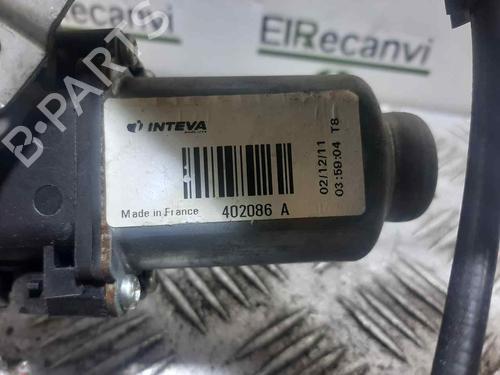 ElRecanvi
B-PARTS
INTEVA
Made in France
402086 A
02/12/11
03:59:04 T8